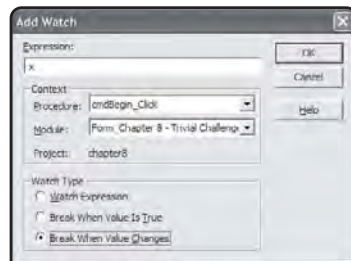 Add Watch
Expression:
x
OK
Cancel
Help
Context
Procedure: cmdBegin_Click
Module: Form_Chapter 8 - Trivial Challenge
Project: chapter8
Watch Type
Watch Expression
Break When Value Is True
Break When Value Changes